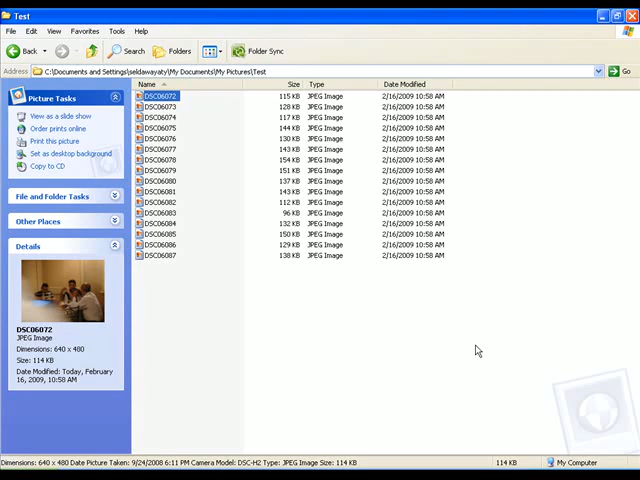 Test
File Edit View Favorites Tools Help
Back Search Folders Folder Sync
Address C:\Documents and Settings\seldawayaty\My Documents\My Pictures\Test Go
Picture Tasks
View as a slide show
Order prints online
Print this picture
Set as desktop background
Copy to CD
File and Folder Tasks
Other Places
Details
DSC06072
JPEG Image
Dimensions: 640 x 480
Size: 114 KB
Date Modified: Today, February
16, 2009, 10:58 AM
Name Size Type Date Modified
DSC06072 115 KB JPEG Image 2/16/2009 10:58 AM
DSC06073 128 KB JPEG Image 2/16/2009 10:58 AM
DSC06074 117 KB JPEG Image 2/16/2009 10:58 AM
DSC06075 144 KB JPEG Image 2/16/2009 10:58 AM
DSC06076 130 KB JPEG Image 2/16/2009 10:58 AM
DSC06077 143 KB JPEG Image 2/16/2009 10:58 AM
DSC06078 154 KB JPEG Image 2/16/2009 10:58 AM
DSC06079 151 KB JPEG Image 2/16/2009 10:58 AM
DSC06080 137 KB JPEG Image 2/16/2009 10:58 AM
DSC06081 143 KB JPEG Image 2/16/2009 10:58 AM
DSC06082 112 KB JPEG Image 2/16/2009 10:58 AM
DSC06083 96 KB JPEG Image 2/16/2009 10:58 AM
DSC06084 132 KB JPEG Image 2/16/2009 10:58 AM
DSC06085 150 KB JPEG Image 2/16/2009 10:58 AM
DSC06086 129 KB JPEG Image 2/16/2009 10:58 AM
DSC06087 138 KB JPEG Image 2/16/2009 10:58 AM
Dimensions: 640 x 480 Date Picture Taken: 9/24/2008 6:11 PM Camera Model: DSC-H2 Type: JPEG Image Size: 114 KB 114 KB My Computer